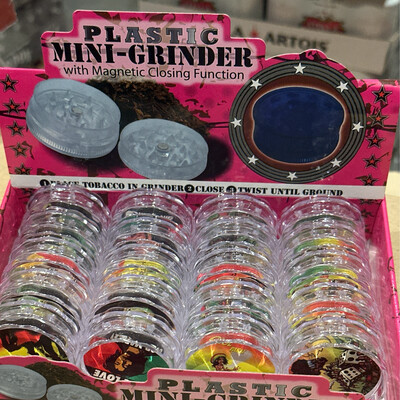 PLASTIC
MINI-GRINDER
with Magnetic Closing Function
ARTOIS
1 PLACE TOBACCO IN GRINDER 2 CLOSE 3 TWIST UNTIL GROUND
LOVE
PLASTIC
MINI-GRINDER